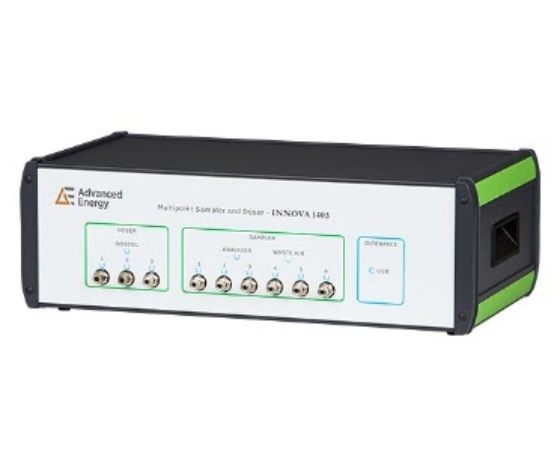 Advanced
Energy
Multipoint Sampler and Doser - INNOVA 1403
DOSER
DOSING
1 2 3
SAMPLER
ANALYZER WASTE AIR
1 2 3 4 5 6
INTERFACE
USB